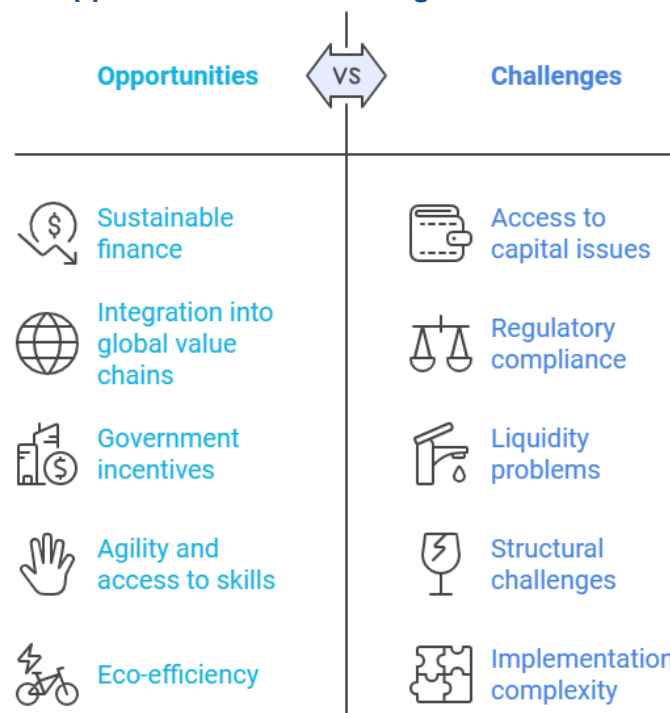 Opportunities
VS
Challenges
Sustainable
finance
Access to
capital issues
Integration into
global value
chains
Regulatory
compliance
Government
incentives
Liquidity
problems
Agility and
access to skills
Structural
challenges
Eco-efficiency
Implementation
complexity